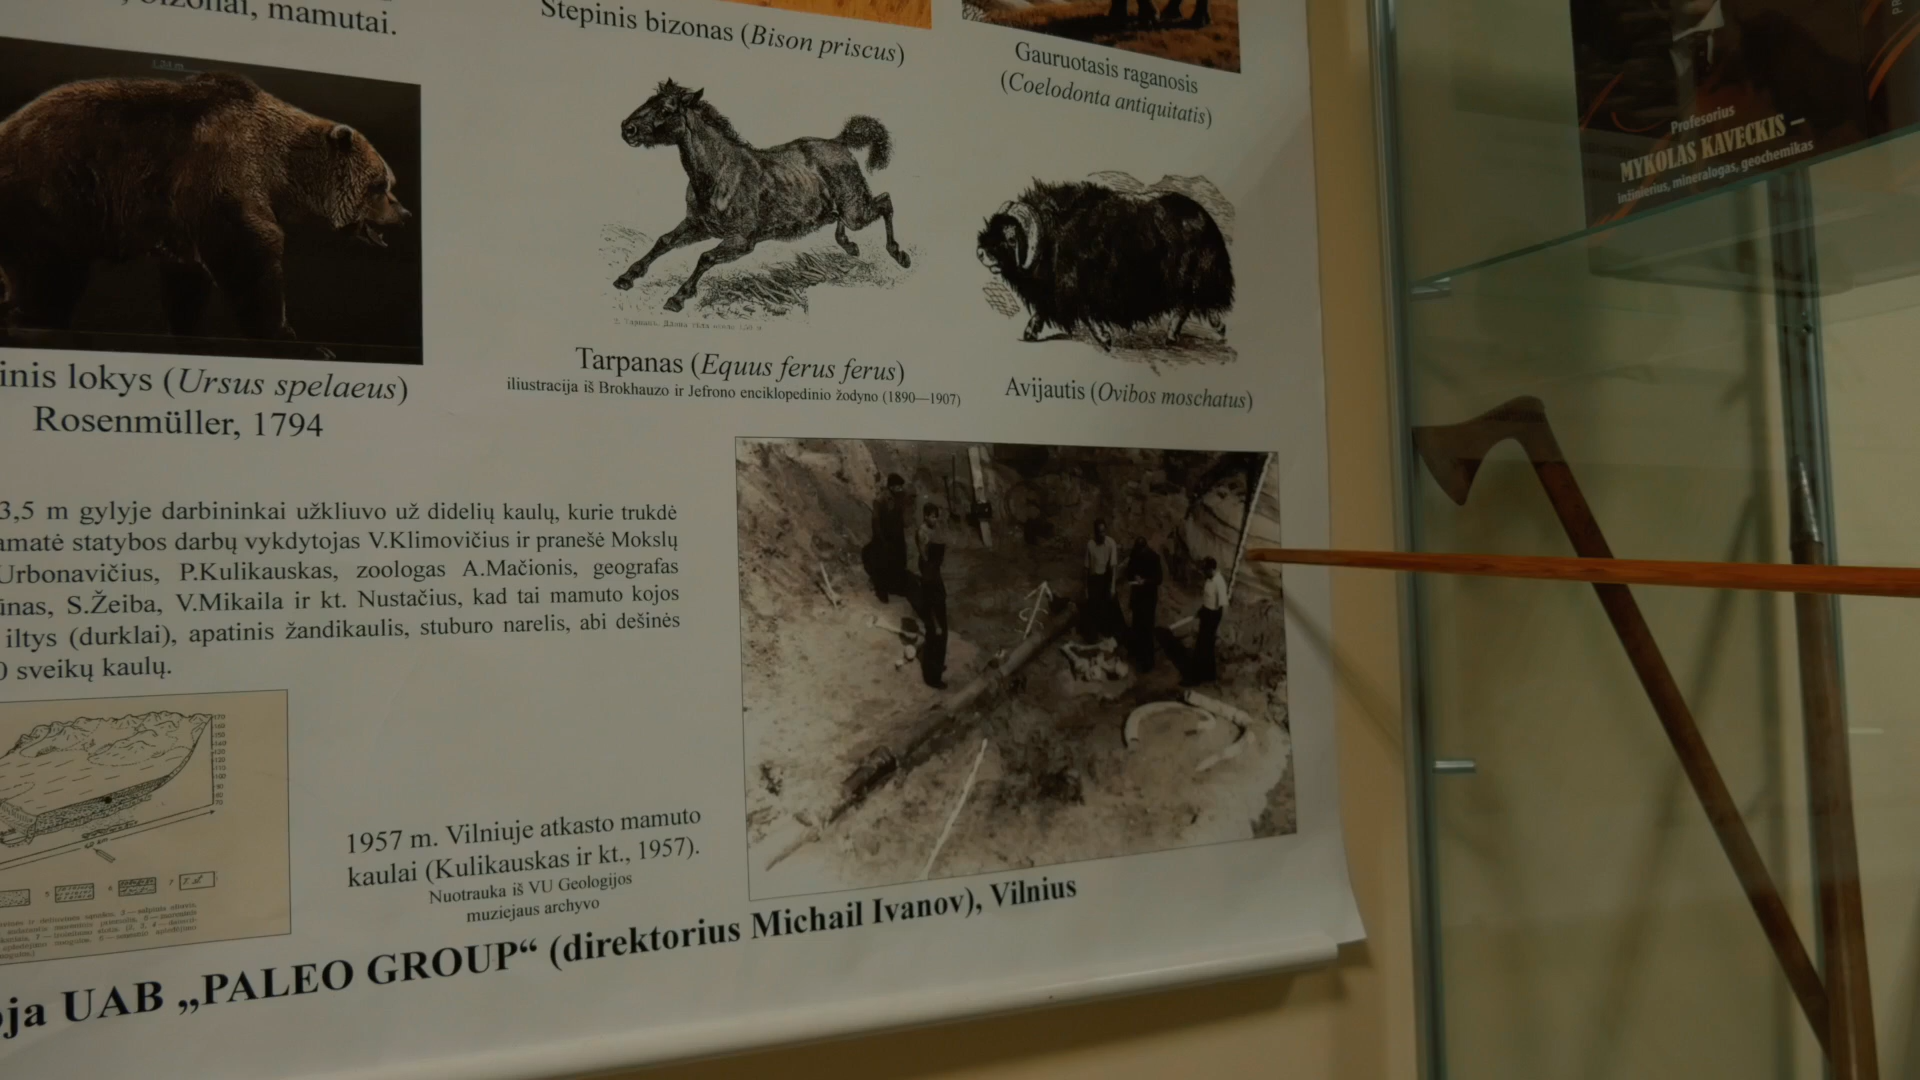 bizonai, mamutai.
Stepinis bizonas (Bison priscus)
Gauruotasis raganosis
(Coelodonta antiquitatis)
1,24 m
Profesorius
MYKOLAS KAVECKIS –
Inžinierius, mineralogas, geochemikas
inis lokys (Ursus spelaeus)
Rosenmüller, 1794
Tarpanas (Equus ferus ferus)
iliustracija iš Brokhauzo ir Jefrono enciklopedinio žodyno (1890—1907)
Avijautis (Ovibos moschatus)
3,5 m gylyje darbininkai užkliuvo už didelių kaulų, kurie trukdė
amatė statybos darbų vykdytojas V.Klimovičius ir pranešė Mokslų
Urbonavičius, P.Kulikauskas, zoologas A.Mačionis, geografas
ūnas, S.Žeiba, V.Mikaila ir kt. Nustačius, kad tai mamuto kojos
iltys (durklai), apatinis žandikaulis, stuburo narelis, abi dešinės
0 sveikų kaulų.
1957 m. Vilniuje atkasto mamuto
kaulai (Kulikauskas ir kt., 1957).
Nuotrauka iš VU Geologijos
muziejaus archyvo
ja UAB „PALEO GROUP“ (direktorius Michail Ivanov), Vilnius